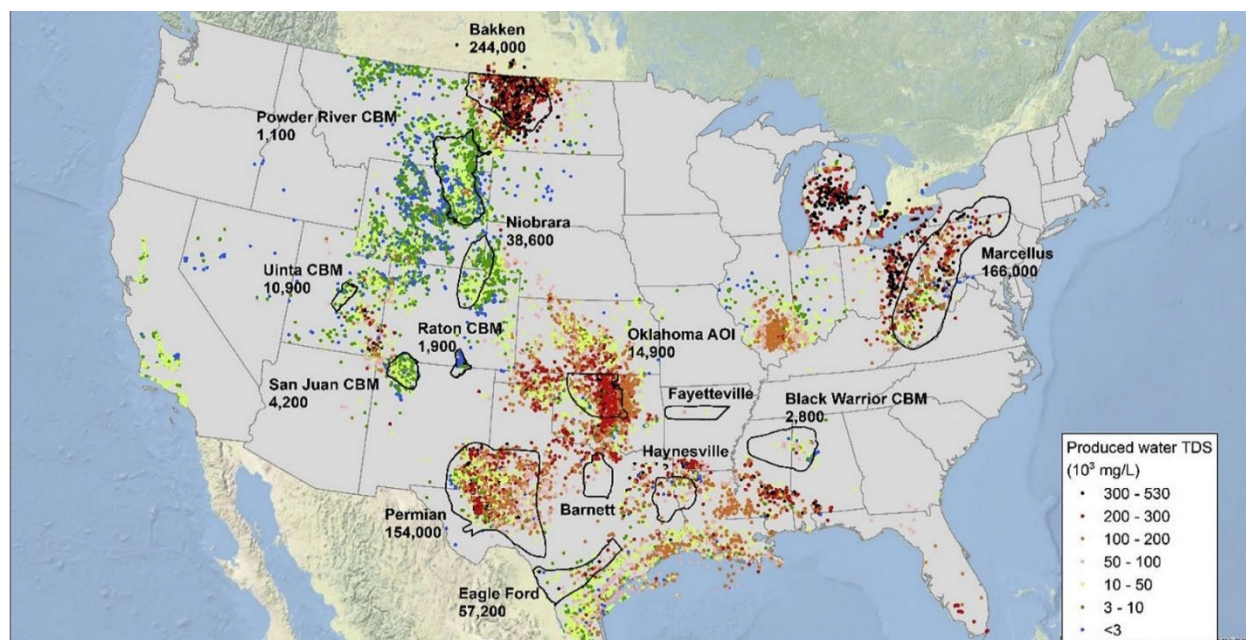 Bakken
244,000
Powder River CBM
1,100
Niobrara
38,600
Uinta CBM
10,900
Marcellus
166,000
Raton CBM
1,900
Oklahoma AOI
14,900
San Juan CBM
4,200
Fayetteville
Black Warrior CBM
2,800
Haynesville
Barnett
Permian
154,000
Eagle Ford
57,200
Produced water TDS
(10³ mg/L)
300 - 530
200 - 300
100 - 200
50 - 100
10 - 50
3 - 10
<3